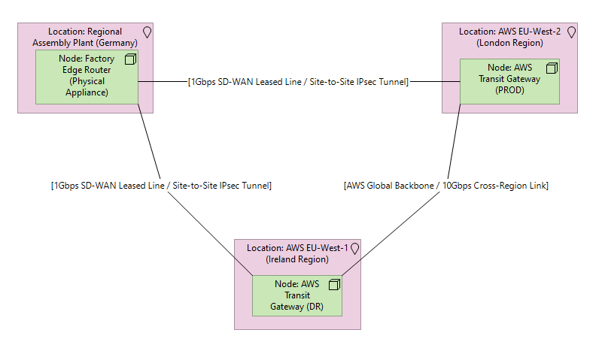 Location: Regional
Assembly Plant (Germany)
Node: Factory
Edge Router
(Physical
Appliance)
Location: AWS EU-West-2
(London Region)
Node: AWS
Transit Gateway
(PROD)
[1Gbps SD-WAN Leased Line / Site-to-Site IPsec Tunnel]
[1Gbps SD-WAN Leased Line / Site-to-Site IPsec Tunnel]
[AWS Global Backbone / 10Gbps Cross-Region Link]
Location: AWS EU-West-1
(Ireland Region)
Node: AWS
Transit
Gateway (DR)